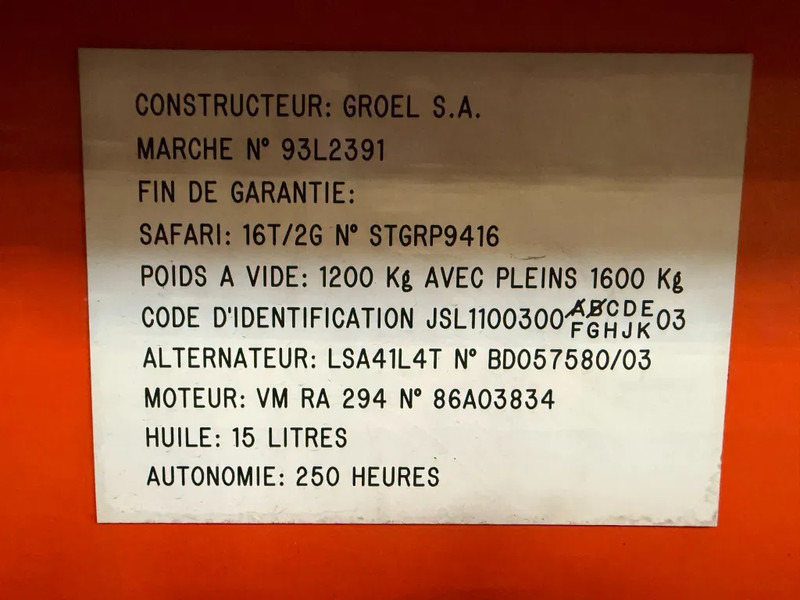 CONSTRUCTEUR: GROEL S.A.
MARCHE N° 93L2391
FIN DE GARANTIE:
SAFARI: 16T/2G N° STGRP9416
POIDS A VIDE: 1200 Kg AVEC PLEINS 1600 Kg
CODE D'IDENTIFICATION JSL1100300 ABCDE FGHJK 03
ALTERNATEUR: LSA41L4T N° BD057580/03
MOTEUR: VM RA 294 N° 86A03834
HUILE: 15 LITRES
AUTONOMIE: 250 HEURES